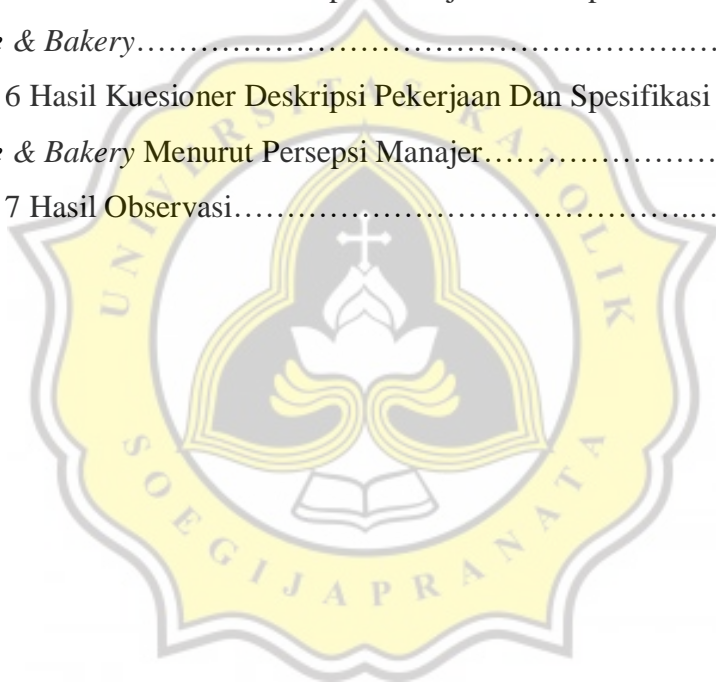 & Bakery……………………………………………….…
6 Hasil Kuesioner Deskripsi Pekerjaan Dan Spesifikasi
& Bakery Menurut Persepsi Manajer…………………
7 Hasil Observasi……………………………………..…
UNIVERSITAS KATOLIK
SOEGIJAPRANATA